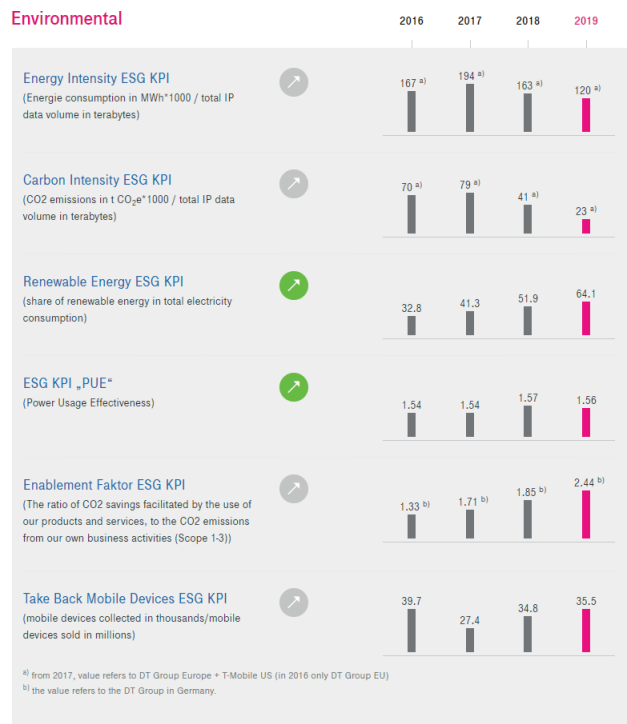 Environmental 2016 2017 2018 2019
Energy Intensity ESG KPI
(Energie consumption in MWh*1000 / total IP
data volume in terabytes)
167 a) 194 a) 163 a) 120 a)
Carbon Intensity ESG KPI
(CO2 emissions in t CO₂e*1000 / total IP data
volume in terabytes)
70 a) 79 a) 41 a) 23 a)
Renewable Energy ESG KPI
(share of renewable energy in total electricity
consumption)
32.8 41.3 51.9 64.1
ESG KPI „PUE“
(Power Usage Effectiveness)
1.54 1.54 1.57 1.56
Enablement Faktor ESG KPI
(The ratio of CO2 savings facilitated by the use of
our products and services, to the CO2 emissions
from our own business activities (Scope 1-3))
1.33 b) 1.71 b) 1.85 b) 2.44 b)
Take Back Mobile Devices ESG KPI
(mobile devices collected in thousands/mobile
devices sold in millions)
39.7 27.4 34.8 35.5
a) from 2017, value refers to DT Group Europe + T-Mobile US (in 2016 only DT Group EU)
b) the value refers to the DT Group in Germany.